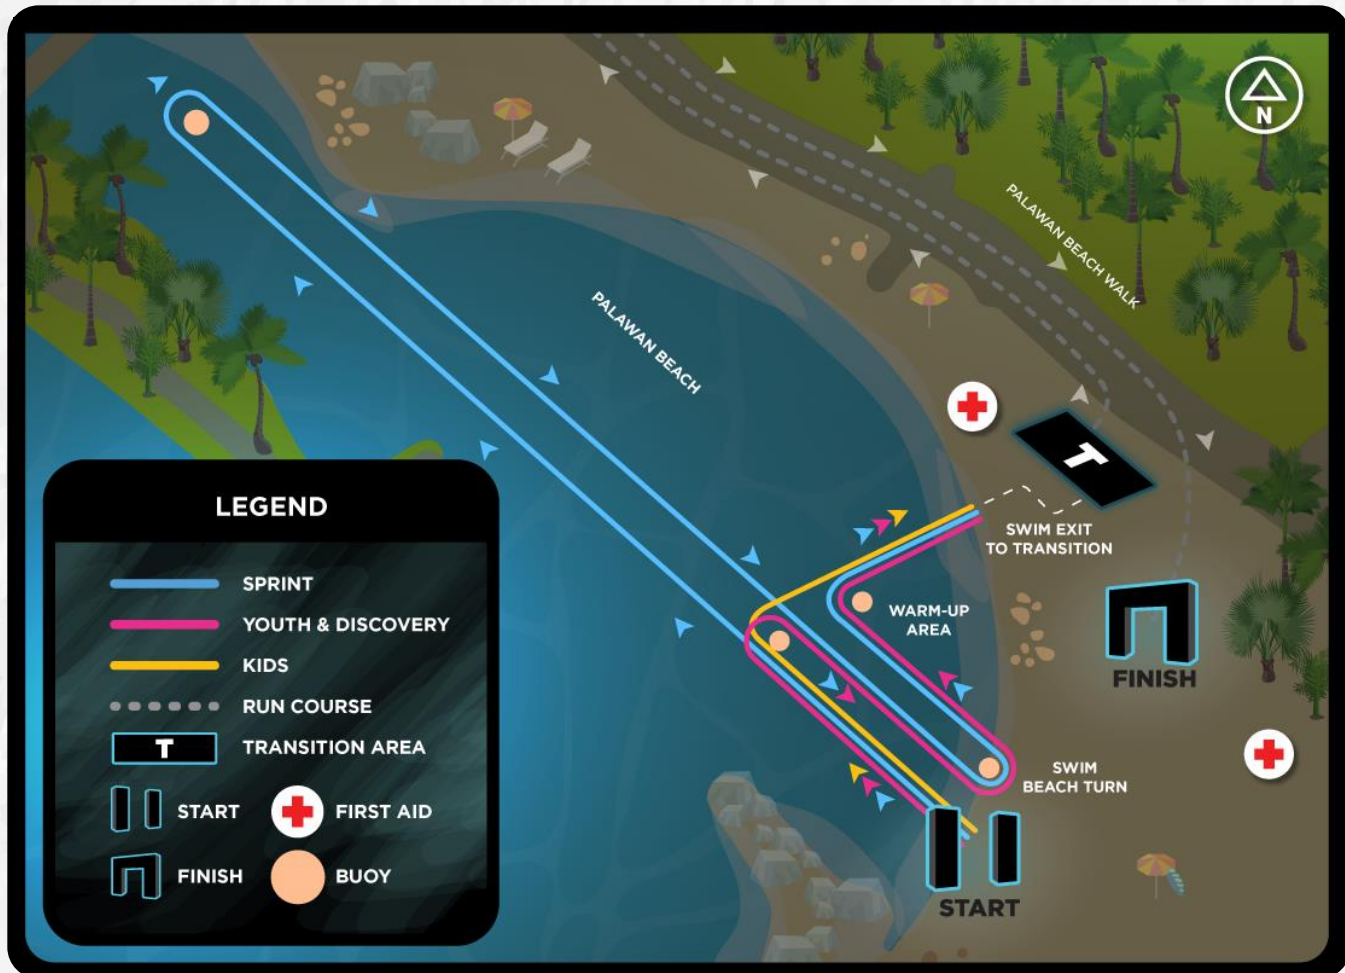 N
PALAWAN BEACH WALK
PALAWAN BEACH
T
SWIM EXIT
TO TRANSITION
WARM-UP
AREA
FINISH
SWIM
BEACH TURN
START
LEGEND
SPRINT
YOUTH & DISCOVERY
KIDS
RUN COURSE
T TRANSITION AREA
START FIRST AID
FINISH BUOY